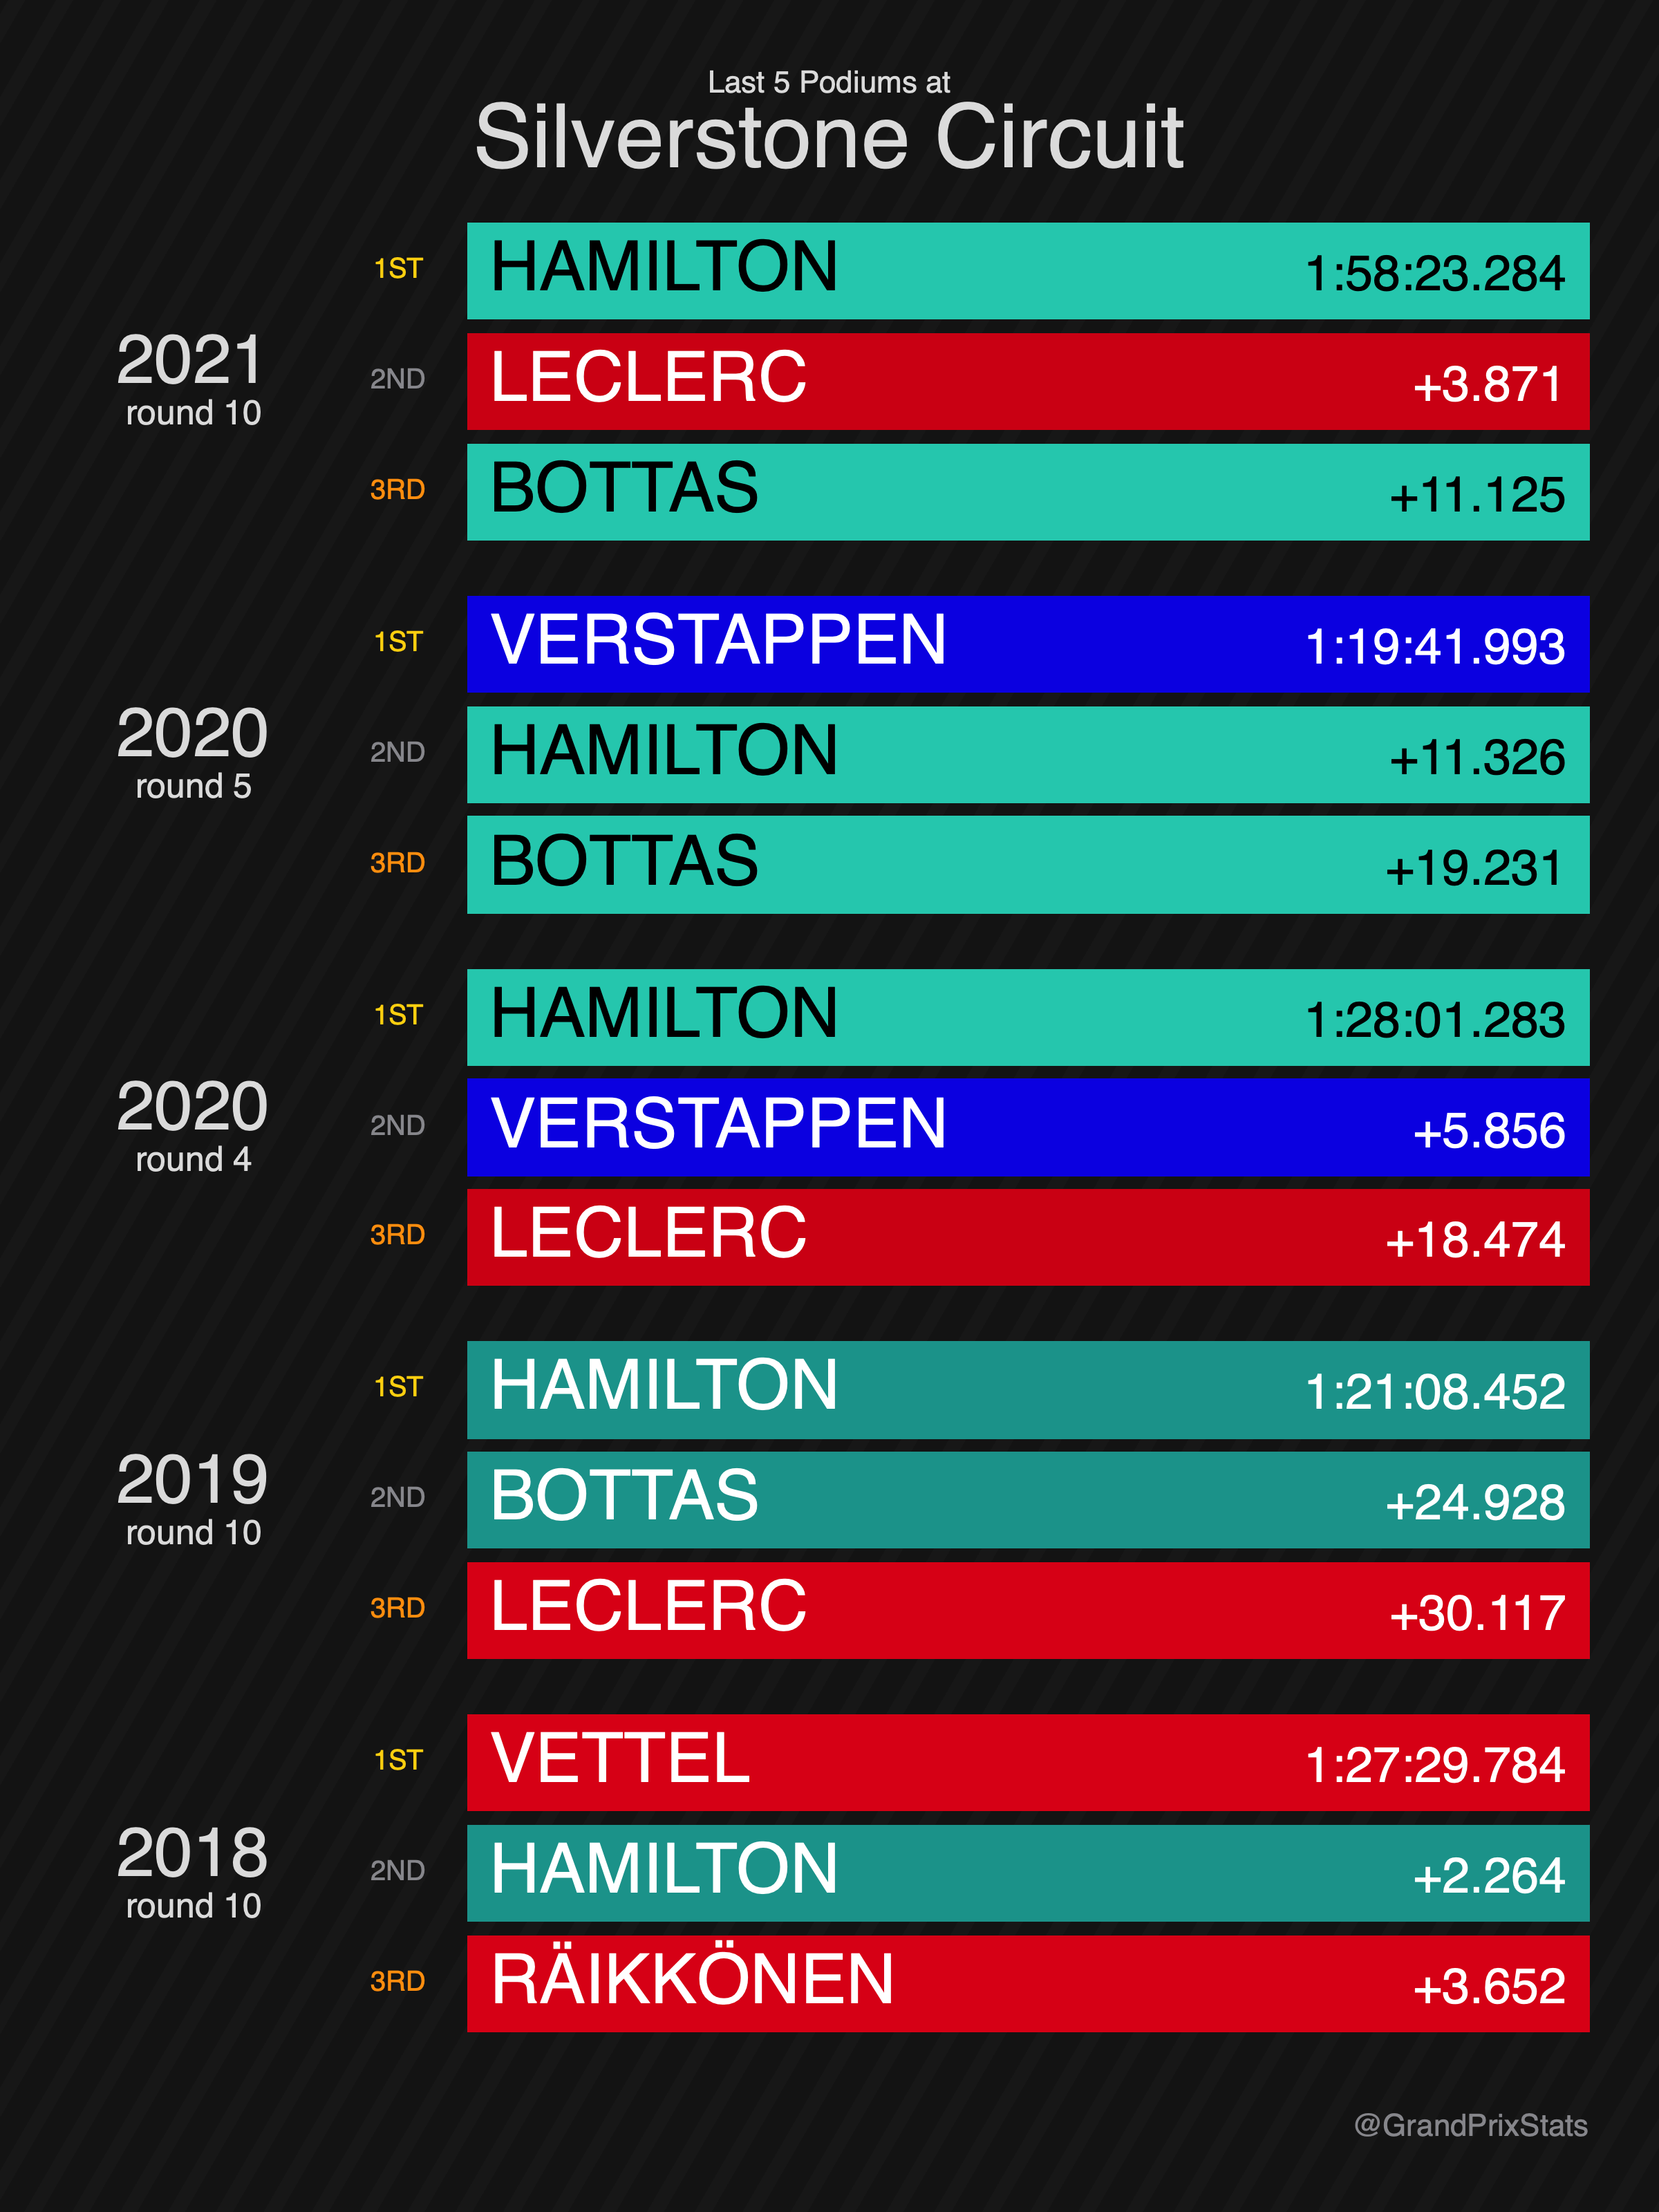 Last 5 Podiums at
Silverstone Circuit
2021
round 10
1ST HAMILTON 1:58:23.284
2ND LECLERC +3.871
3RD BOTTAS +11.125
2020
round 5
1ST VERSTAPPEN 1:19:41.993
2ND HAMILTON +11.326
3RD BOTTAS +19.231
2020
round 4
1ST HAMILTON 1:28:01.283
2ND VERSTAPPEN +5.856
3RD LECLERC +18.474
2019
round 10
1ST HAMILTON 1:21:08.452
2ND BOTTAS +24.928
3RD LECLERC +30.117
2018
round 10
1ST VETTEL 1:27:29.784
2ND HAMILTON +2.264
3RD RÄIKKÖNEN +3.652
@GrandPrixStats